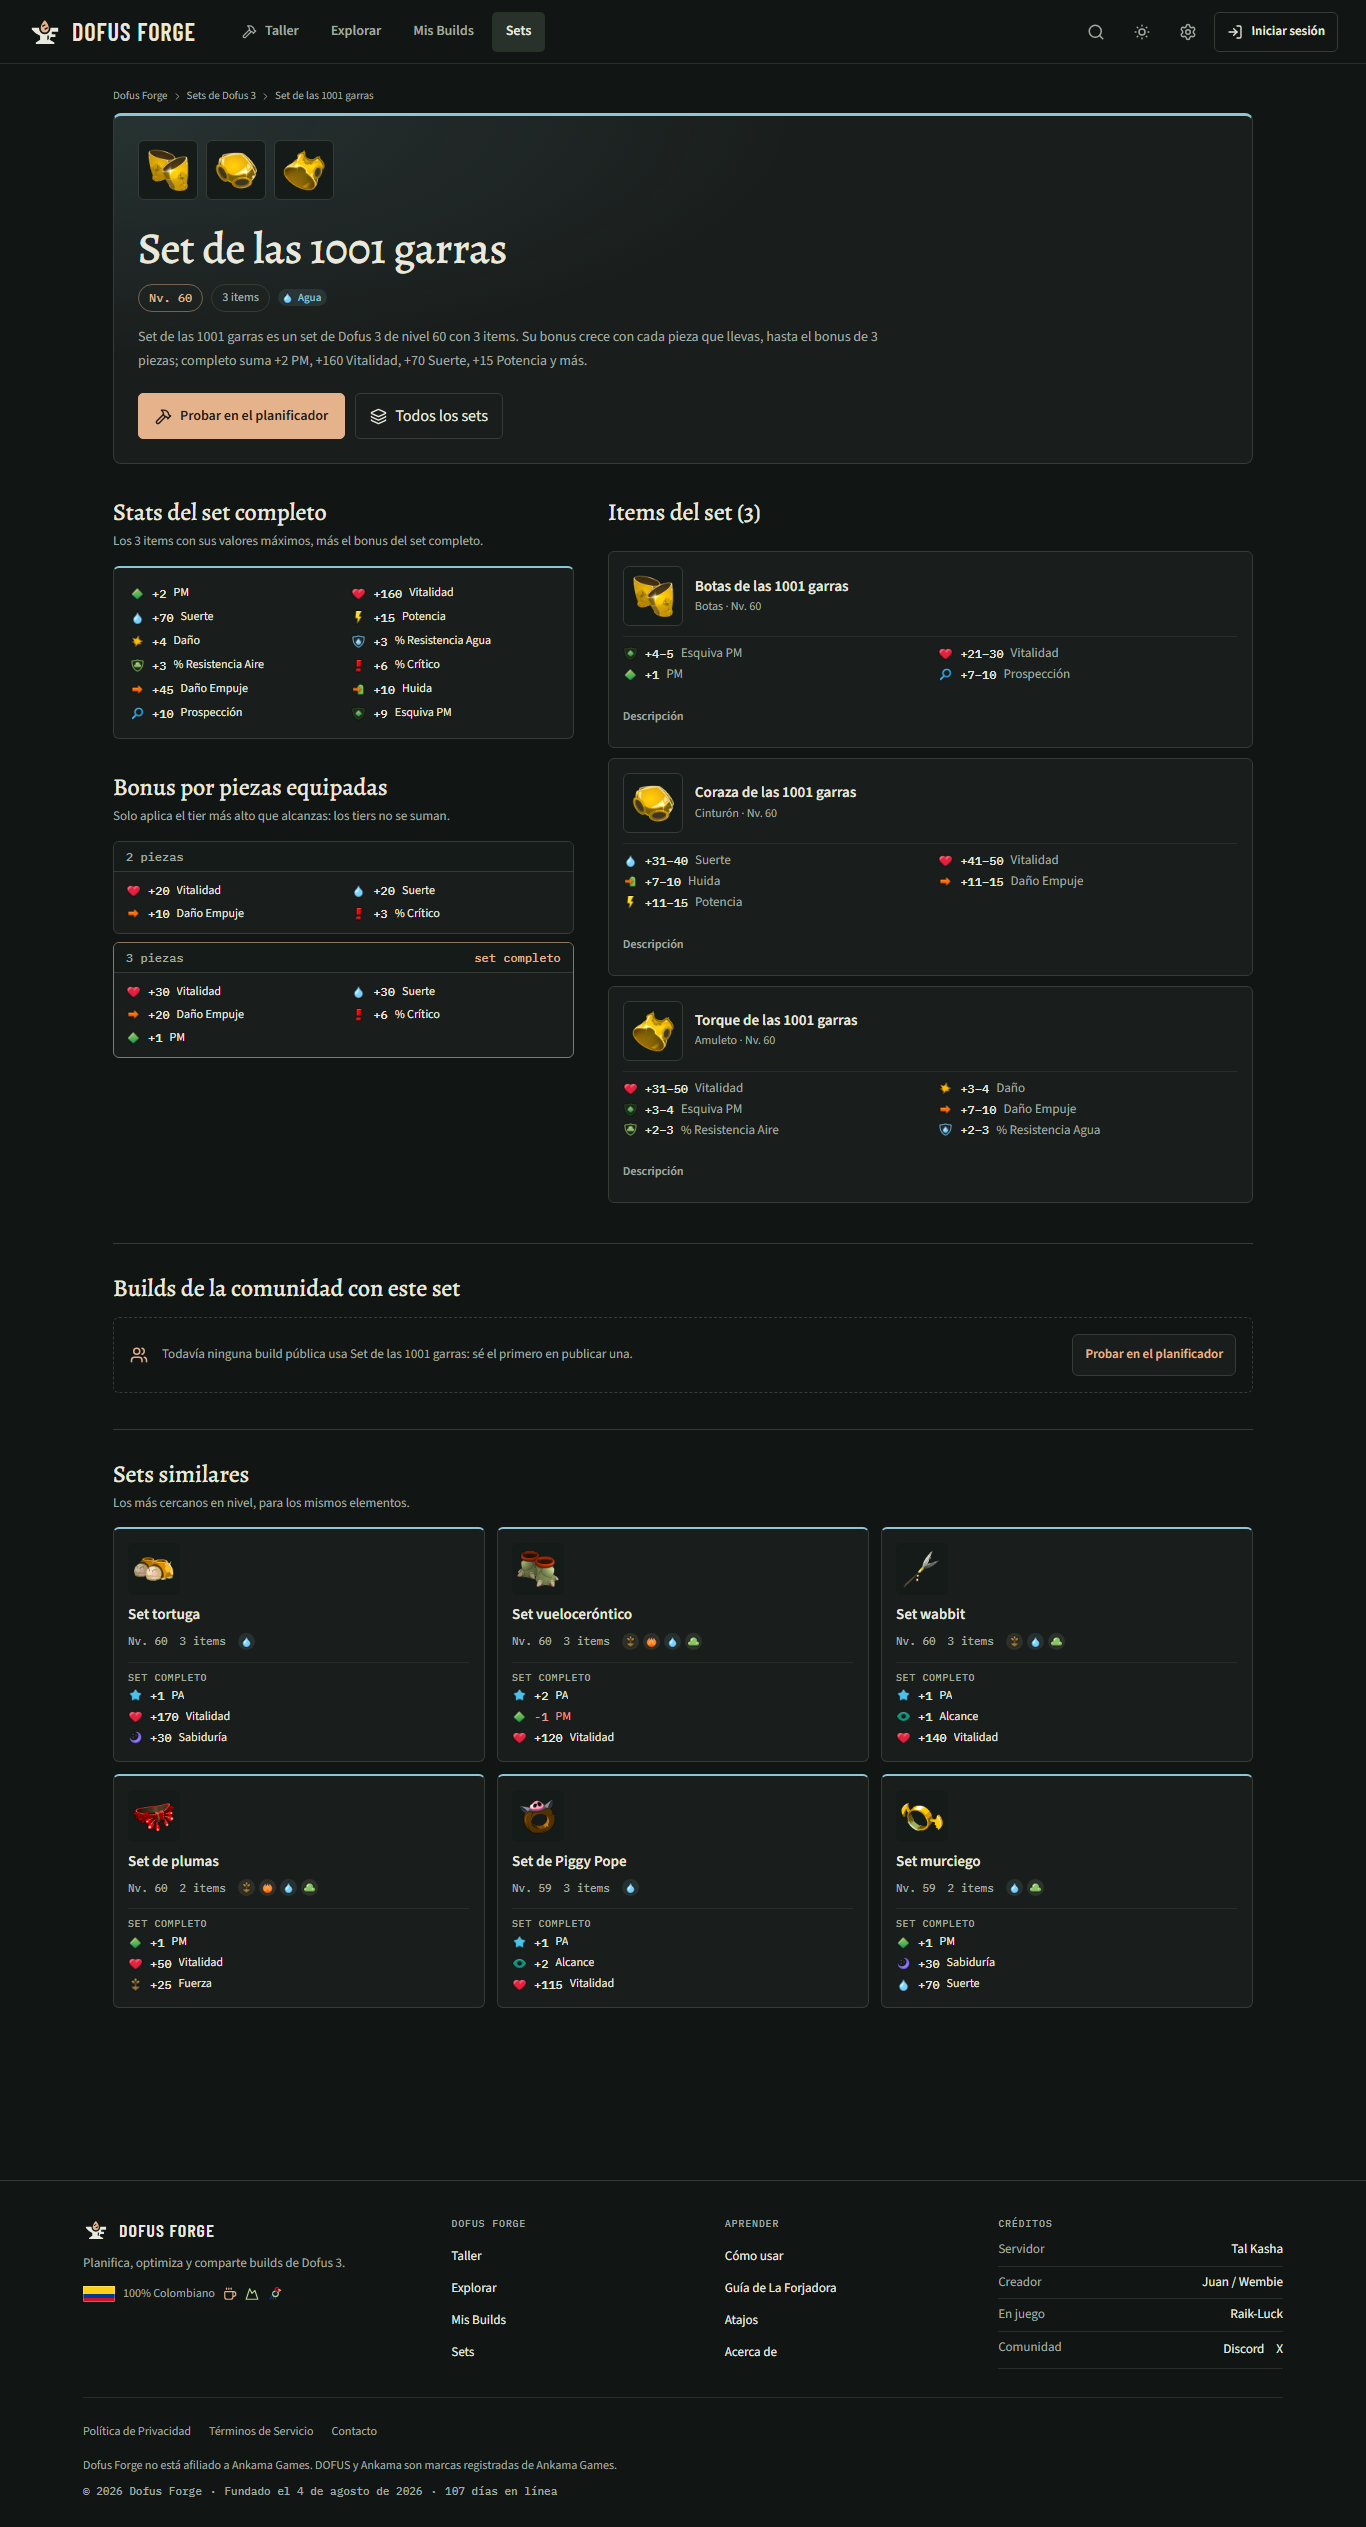 DOFUS FORGE
Taller
Explorar
Mis Builds
Sets
Iniciar sesión
Dofus Forge > Sets de Dofus 3 > Set de las 1001 garras
Set de las 1001 garras
Nv. 60
3 items
Agua
Set de las 1001 garras es un set de Dofus 3 de nivel 60 con 3 items. Su bonus crece con cada pieza que llevas, hasta el bonus de 3
piezas; completo suma +2 PM, +160 Vitalidad, +70 Suerte, +15 Potencia y más.
Probar en el planificador
Todos los sets
Stats del set completo
Los 3 items con sus valores máximos, más el bonus del set completo.
+2 PM
+160 Vitalidad
+70 Suerte
+15 Potencia
+4 Daño
+3 % Resistencia Agua
+3 % Resistencia Aire
+6 % Crítico
+45 Daño Empuje
+10 Huida
+10 Prospección
+9 Esquiva PM
Bonus por piezas equipadas
Solo aplica el tier más alto que alcanzas: los tiers no se suman.
2 piezas
+20 Vitalidad
+20 Suerte
+10 Daño Empuje
+3 % Crítico
3 piezas
set completo
+30 Vitalidad
+30 Suerte
+20 Daño Empuje
+6 % Crítico
+1 PM
Items del set (3)
Botas de las 1001 garras
Botas · Nv. 60
+4–5 Esquiva PM
+21–30 Vitalidad
+1 PM
+7–10 Prospección
Descripción
Coraza de las 1001 garras
Cinturón · Nv. 60
+31–40 Suerte
+41–50 Vitalidad
+7–10 Huida
+11–15 Daño Empuje
+11–15 Potencia
Descripción
Torque de las 1001 garras
Amuleto · Nv. 60
+31–50 Vitalidad
+3–4 Daño
+3–4 Esquiva PM
+7–10 Daño Empuje
+2–3 % Resistencia Aire
+2–3 % Resistencia Agua
Descripción
Builds de la comunidad con este set
Todavía ninguna build pública usa Set de las 1001 garras: sé el primero en publicar una.
Probar en el planificador
Sets similares
Los más cercanos en nivel, para los mismos elementos.
Set tortuga
Nv. 60 3 items
SET COMPLETO
+1 PA
+170 Vitalidad
+30 Sabiduría
Set vueloceróntico
Nv. 60 3 items
SET COMPLETO
+2 PA
-1 PM
+120 Vitalidad
Set wabbit
Nv. 60 3 items
SET COMPLETO
+1 PA
+1 Alcance
+140 Vitalidad
Set de plumas
Nv. 60 2 items
SET COMPLETO
+1 PM
+50 Vitalidad
+25 Fuerza
Set de Piggy Pope
Nv. 59 3 items
SET COMPLETO
+1 PA
+2 Alcance
+115 Vitalidad
Set murciego
Nv. 59 2 items
SET COMPLETO
+1 PM
+30 Sabiduría
+70 Suerte
DOFUS FORGE
Planifica, optimiza y comparte builds de Dofus 3.
100% Colombiano
DOFUS FORGE
Taller
Explorar
Mis Builds
Sets
APRENDER
Cómo usar
Guía de La Forjadora
Atajos
Acerca de
CRÉDITOS
Servidor Tal Kasha
Creador Juan / Wembie
En juego Raik-Luck
Comunidad Discord X
Política de Privacidad Términos de Servicio Contacto
Dofus Forge no está afiliado a Ankama Games. DOFUS y Ankama son marcas registradas de Ankama Games.
© 2026 Dofus Forge · Fundado el 4 de agosto de 2026 · 107 días en línea